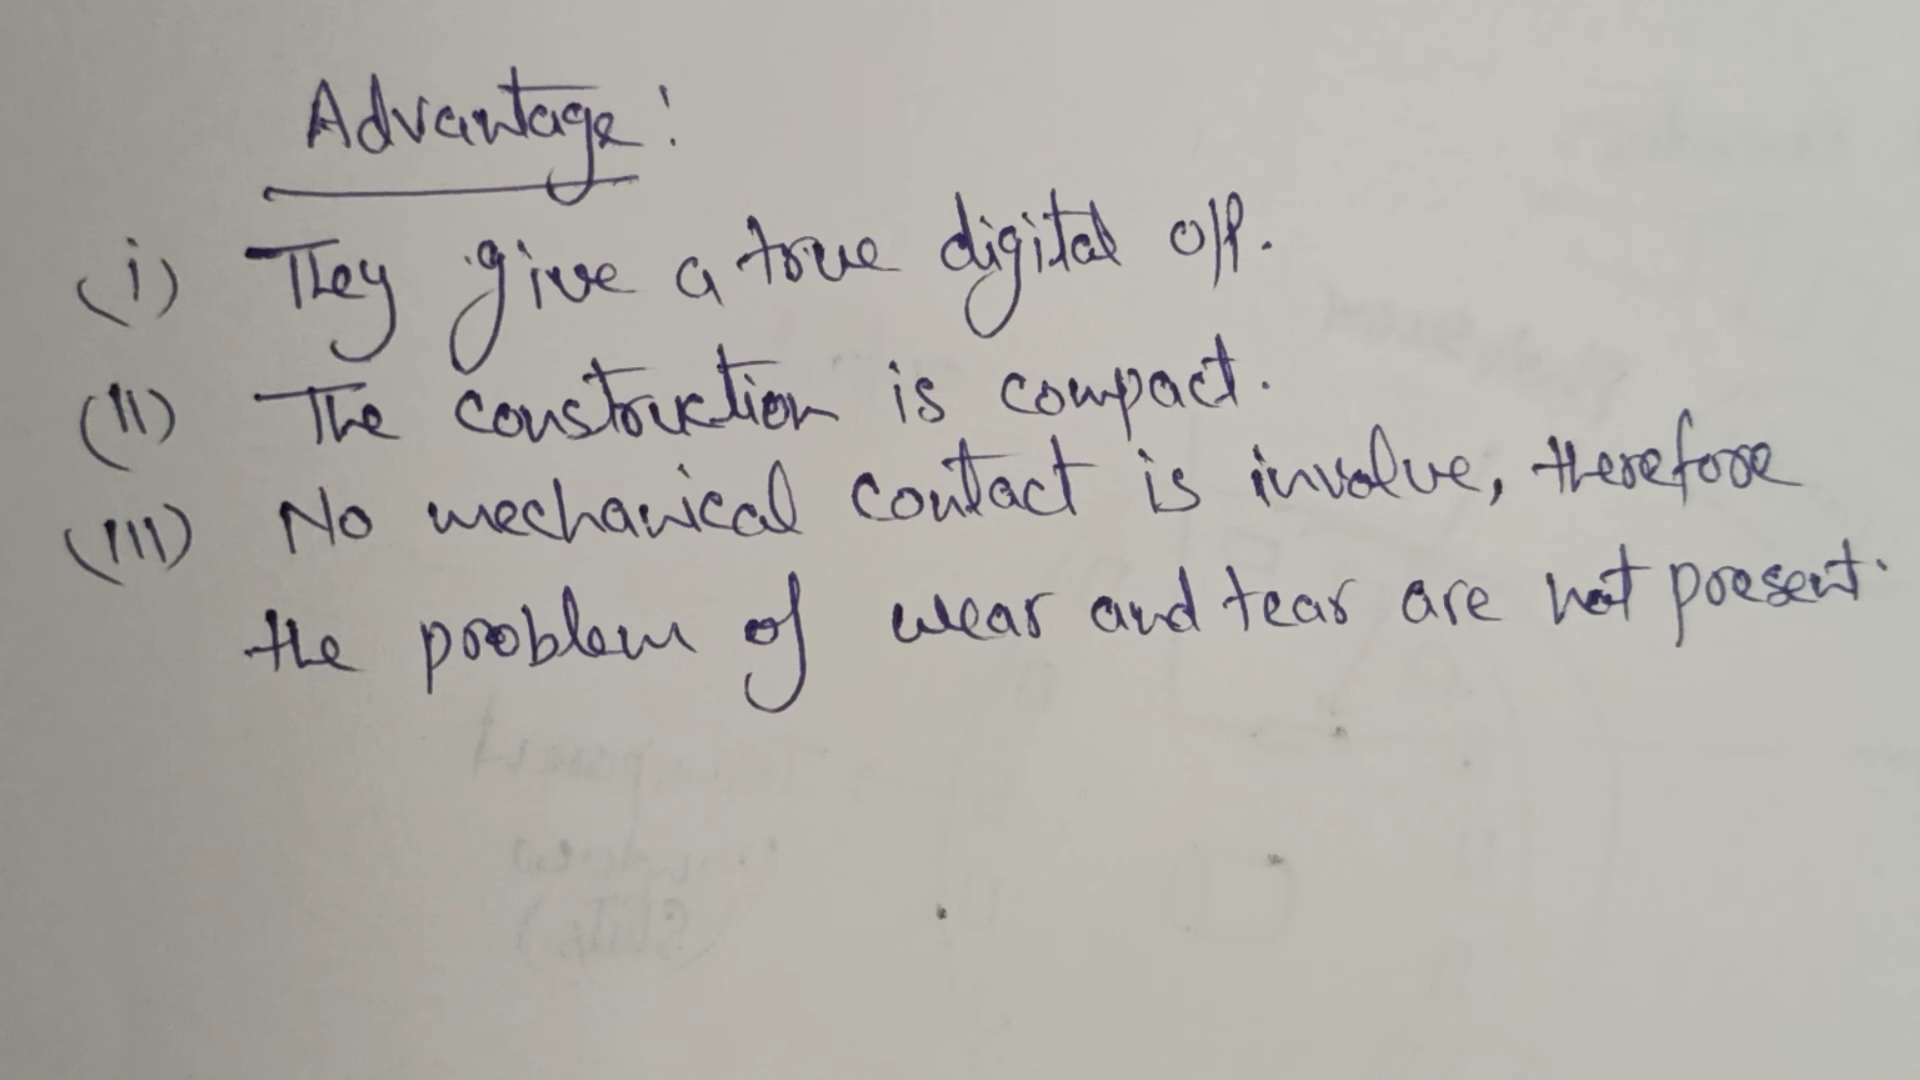 Advantage:
(i) They give a true digital o/p.
(II) The construction is compact.
(III) No mechanical contact is involve, therefore
the problem of wear and tear are not present.